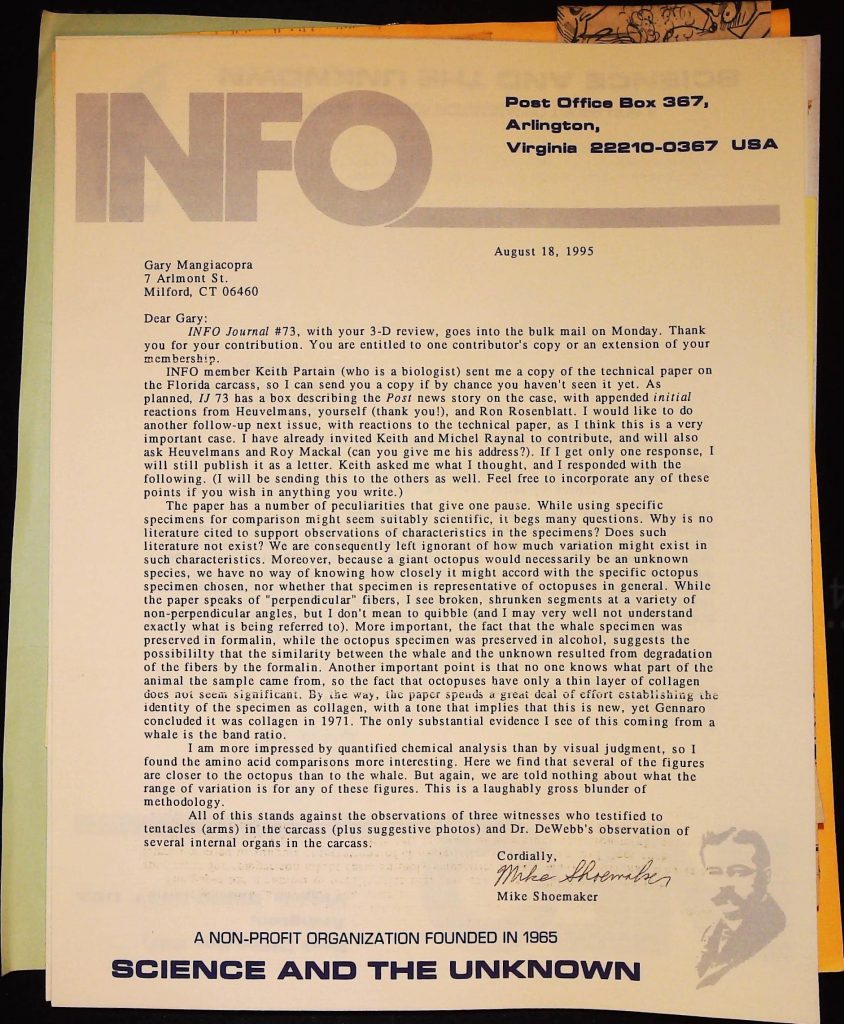 INFO
Post Office Box 367,
Arlington,
Virginia 22210-0367 USA
August 18, 1995
Gary Mangiacopra
7 Arlmont St.
Milford, CT 06460
Dear Gary:
INFO Journal #73, with your 3-D review, goes into the bulk mail on Monday. Thank
you for your contribution. You are entitled to one contributor's copy or an extension of your
membership.
INFO member Keith Partain (who is a biologist) sent me a copy of the technical paper on
the Florida carcass, so I can send you a copy if by chance you haven't seen it yet. As
planned, IJ 73 has a box describing the Post news story on the case, with appended initial
reactions from Heuvelmans, yourself (thank you!), and Ron Rosenblatt. I would like to do
another follow-up next issue, with reactions to the technical paper, as I think this is a very
important case. I have already invited Keith and Michel Raynal to contribute, and will also
ask Heuvelmans and Roy Mackal (can you give me his address?). If I get only one response, I
will still publish it as a letter. Keith asked me what I thought, and I responded with the
following. (I will be sending this to the others as well. Feel free to incorporate any of these
points if you wish in anything you write.)
The paper has a number of peculiarities that give one pause. While using specific
specimens for comparison might seem suitably scientific, it begs many questions. Why is no
literature cited to support observations of characteristics in the specimens? Does such
literature not exist? We are consequently left ignorant of how much variation might exist in
such characteristics. Moreover, because a giant octopus would necessarily be an unknown
species, we have no way of knowing how closely it might accord with the specific octopus
specimen chosen, nor whether that specimen is representative of octopuses in general. While
the paper speaks of "perpendicular" fibers, I see broken, shrunken segments at a variety of
non-perpendicular angles, but I don't mean to quibble (and I may very well not understand
exactly what is being referred to). More important, the fact that the whale specimen was
preserved in formalin, while the octopus specimen was preserved in alcohol, suggests the
possibililty that the similarity between the whale and the unknown resulted from degradation
of the fibers by the formalin. Another important point is that no one knows what part of the
animal the sample came from, so the fact that octopuses have only a thin layer of collagen
does not seem significant. By the way, the paper spends a great deal of effort establishing the
identity of the specimen as collagen, with a tone that implies that this is new, yet Gennaro
concluded it was collagen in 1971. The only substantial evidence I see of this coming from a
whale is the band ratio.
I am more impressed by quantified chemical analysis than by visual judgment, so I
found the amino acid comparisons more interesting. Here we find that several of the figures
are closer to the octopus than to the whale. But again, we are told nothing about what the
range of variation is for any of these figures. This is a laughably gross blunder of
methodology.
All of this stands against the observations of three witnesses who testified to
tentacles (arms) in the carcass (plus suggestive photos) and Dr. DeWebb's observation of
several internal organs in the carcass.
Cordially,
Mike Shoemaker
Mike Shoemaker
A NON-PROFIT ORGANIZATION FOUNDED IN 1965
SCIENCE AND THE UNKNOWN